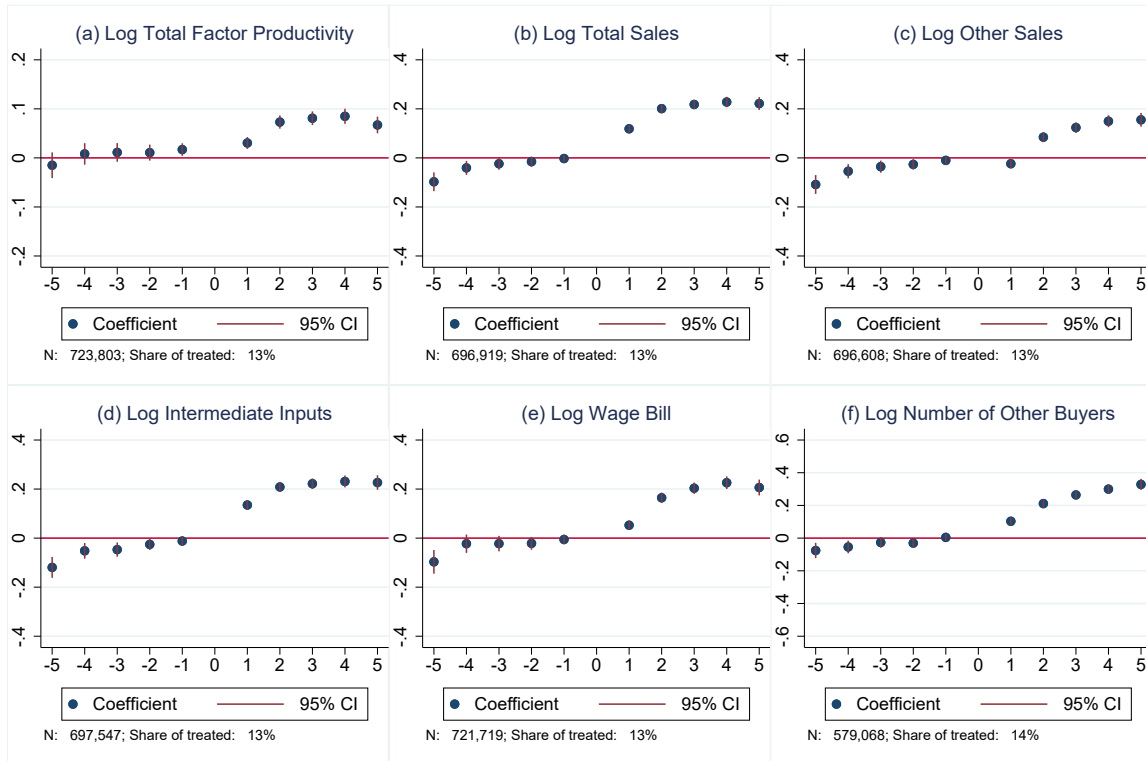 (a) Log Total Factor Productivity
.2
.1
0
-.1
-.2
-5 -4 -3 -2 -1 0 1 2 3 4 5
Coefficient 95% CI
N: 723,803; Share of treated: 13%
(b) Log Total Sales
.4
.2
0
-.2
-.4
-5 -4 -3 -2 -1 0 1 2 3 4 5
Coefficient 95% CI
N: 696,919; Share of treated: 13%
(c) Log Other Sales
.4
.2
0
-.2
-.4
-5 -4 -3 -2 -1 0 1 2 3 4 5
Coefficient 95% CI
N: 696,608; Share of treated: 13%
(d) Log Intermediate Inputs
.4
.2
0
-.2
-.4
-5 -4 -3 -2 -1 0 1 2 3 4 5
Coefficient 95% CI
N: 697,547; Share of treated: 13%
(e) Log Wage Bill
.4
.2
0
-.2
-.4
-5 -4 -3 -2 -1 0 1 2 3 4 5
Coefficient 95% CI
N: 721,719; Share of treated: 13%
(f) Log Number of Other Buyers
.6
.4
.2
0
-.2
-.4
-.6
-5 -4 -3 -2 -1 0 1 2 3 4 5
Coefficient 95% CI
N: 579,068; Share of treated: 14%